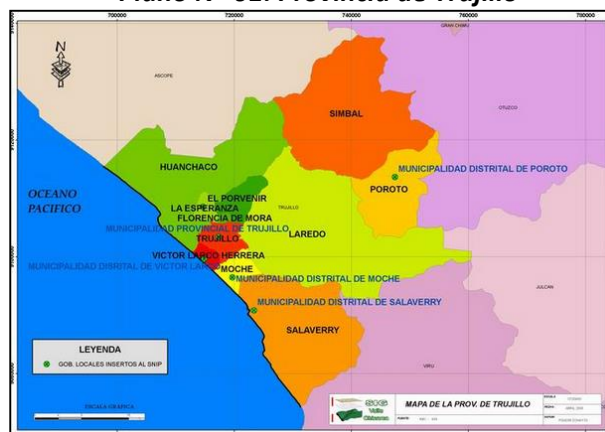 Plano N° 02: Provincia de Trujillo
700000 720000 740000 760000 780000
GRAN CHIMU
N
ASCOPE
OTUZCO
SIMBAL
HUANCHACO
MUNICIPALIDAD DISTRITAL DE POROTO
POROTO
OCEANO
PACIFICO
EL PORVENIR
LA ESPERANZA
TRUJILLO
FLORENCIA DE MORA
MUNICIPALIDAD PROVINCIAL DE TRUJILLO
TRUJILLO
LAREDO
VICTOR LARCO HERRERA
MUNICIPALIDAD DISRITAL DE VICTOR LARCO
MOCHE
MUNICIPALIDAD DISTRITAL DE MOCHE
JULCAN
MUNICIPALIDAD DISTRITAL DE SALAVERRY
SALAVERRY
VIRU
LEYENDA
GOB. LOCALES INSERTOS AL SNIP
ESCALA GRAFICA
SIG
Valle
Chicama
MAPA DE LA PROV. DE TRUJILLO